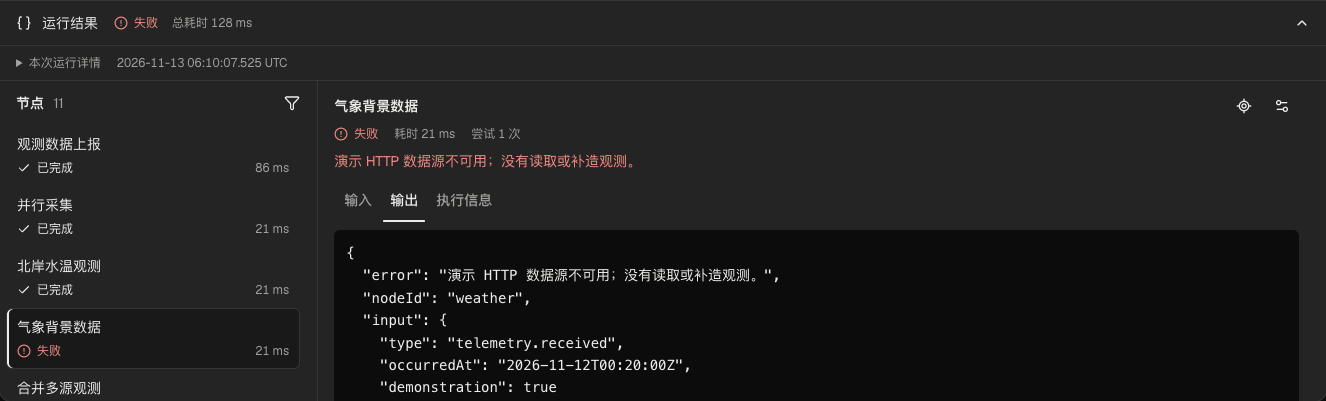 {} 运行结果 失败 总耗时 128 ms
本次运行详情 2026-11-13 06:10:07.525 UTC
节点 11
观测数据上报
已完成 86 ms
并行采集
已完成 21 ms
北岸水温观测
已完成 21 ms
气象背景数据
失败 21 ms
合并多源观测
气象背景数据
失败 耗时 21 ms 尝试 1 次
演示 HTTP 数据源不可用；没有读取或补造观测。
输入 输出 执行信息
{
"error": "演示 HTTP 数据源不可用；没有读取或补造观测。",
"nodeId": "weather",
"input": {
"type": "telemetry.received",
"occurredAt": "2026-11-12T00:20:00Z",
"demonstration": true